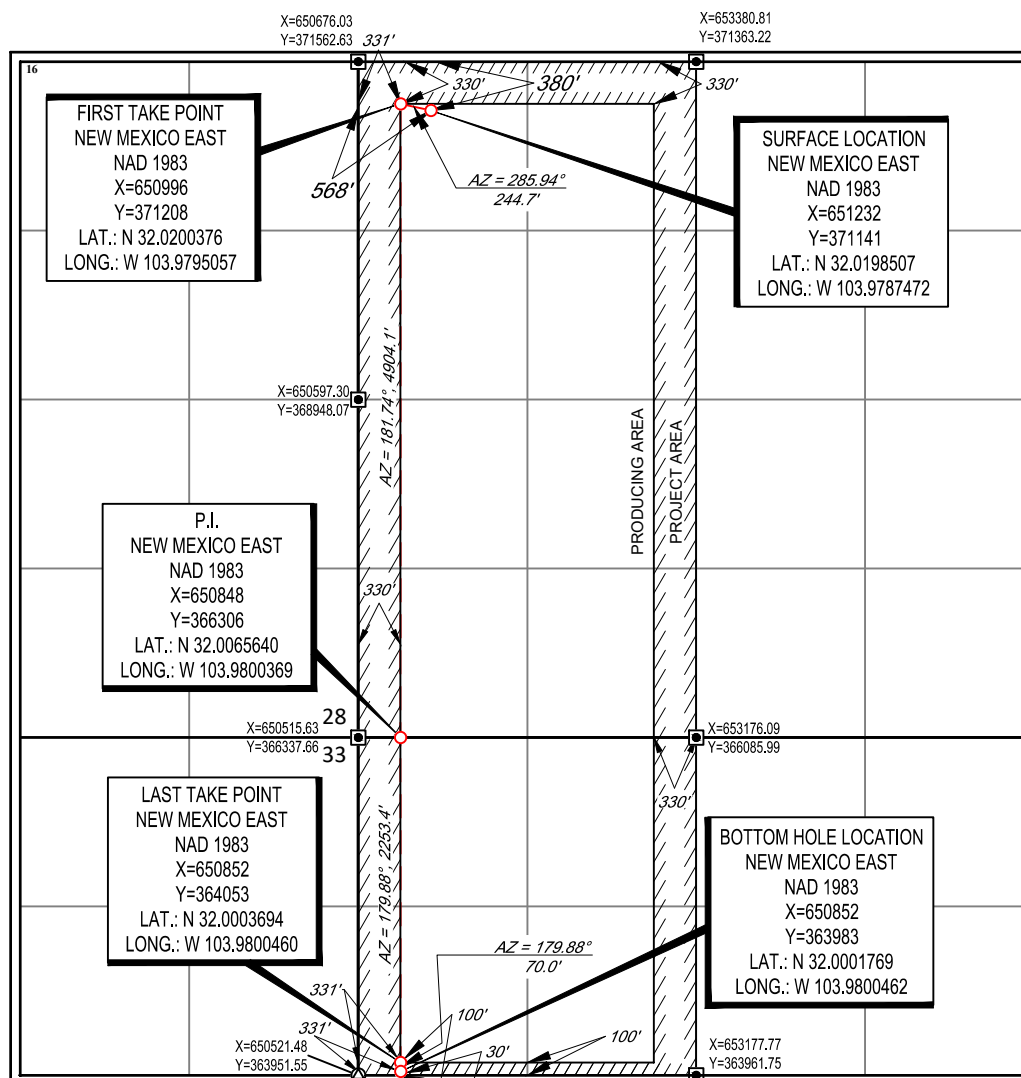 X=650676.03
Y=371562.63
X=653380.81
Y=371363.22
16
331'
330'
380'
330'
FIRST TAKE POINT
NEW MEXICO EAST
NAD 1983
X=650996
Y=371208
LAT.: N 32.0200376
LONG.: W 103.9795057
568'
AZ = 285.94°
244.7'
SURFACE LOCATION
NEW MEXICO EAST
NAD 1983
X=651232
Y=371141
LAT.: N 32.0198507
LONG.: W 103.9787472
AZ = 181.74°, 4904.1'
X=650597.30
Y=368948.07
PRODUCING AREA
PROJECT AREA
P.I.
NEW MEXICO EAST
NAD 1983
X=650848
Y=366306
LAT.: N 32.0065640
LONG.: W 103.9800369
330'
X=650515.63
Y=366337.66
28
33
X=653176.09
Y=366085.99
330'
LAST TAKE POINT
NEW MEXICO EAST
NAD 1983
X=650852
Y=364053
LAT.: N 32.0003694
LONG.: W 103.9800460
AZ = 179.88°, 2253.4'
BOTTOM HOLE LOCATION
NEW MEXICO EAST
NAD 1983
X=650852
Y=363983
LAT.: N 32.0001769
LONG.: W 103.9800462
AZ = 179.88°
70.0'
331'
100'
331'
30'
100'
X=650521.48
Y=363951.55
X=653177.77
Y=363961.75